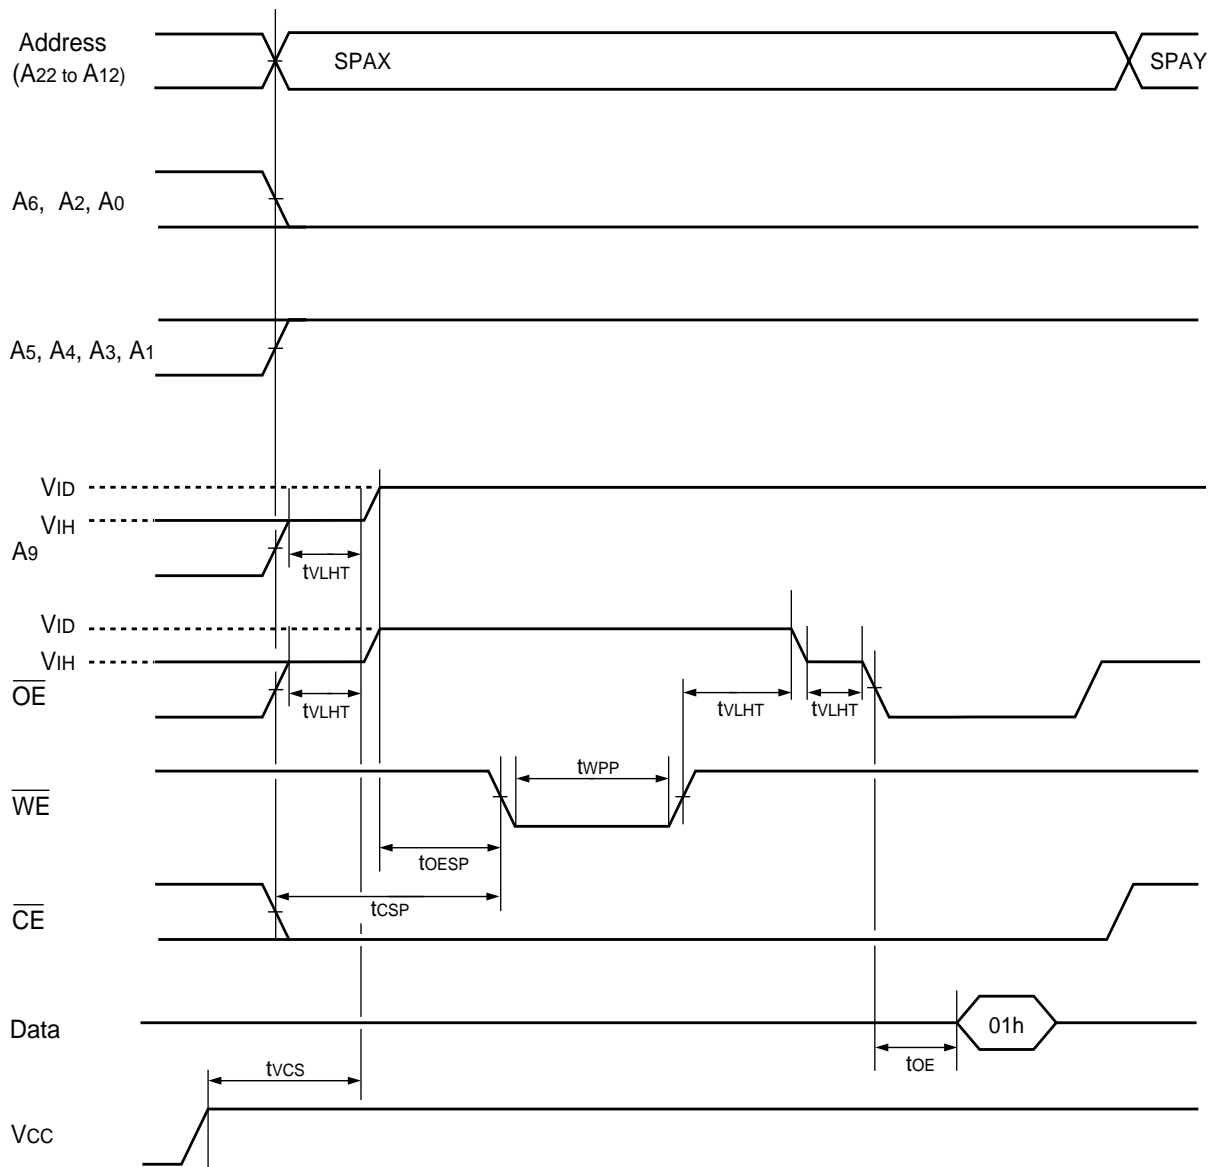 Address
(A22 to A12)
SPAX
SPAY
A6, A2, A0
A5, A4, A3, A1
VID
VIH
A9
tVLHT
VID
VIH
OE
tVLHT
tVLHT
tVLHT
tWPP
WE
tOESP
tCSP
CE
Data
01h
tOE
tVCS
VCC